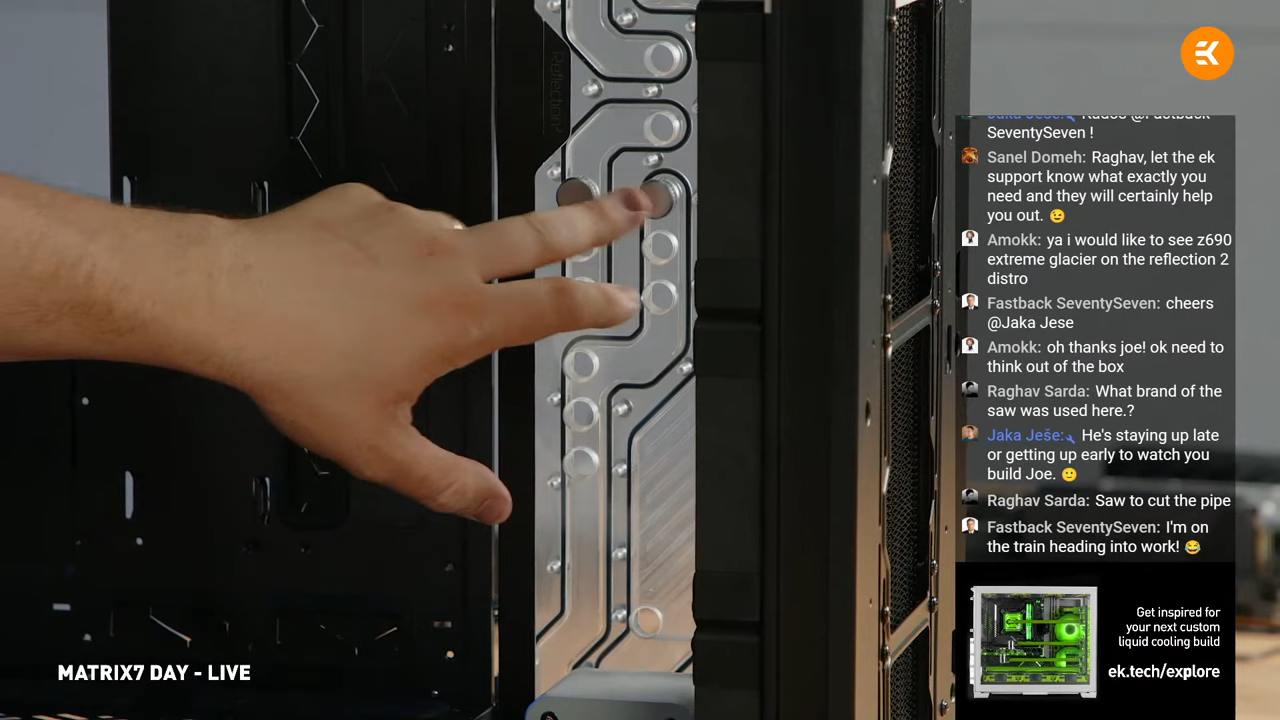 Reflection²
SeventySeven !
Sanel Domeh: Raghav, let the ek
support know what exactly you
need and they will certainly help
you out. 😉
Amokk: ya i would like to see z690
extreme glacier on the reflection 2
distro
Fastback SeventySeven: cheers
@Jaka Jese
Amokk: oh thanks joe! ok need to
think out of the box
Raghav Sarda: What brand of the
saw was used here.?
Jaka Ješe: He's staying up late
or getting up early to watch you
build Joe. 🙂
Raghav Sarda: Saw to cut the pipe
Fastback SeventySeven: I'm on
the train heading into work! 😂
Get inspired for
your next custom
liquid cooling build
ek.tech/explore
MATRIX7 DAY - LIVE